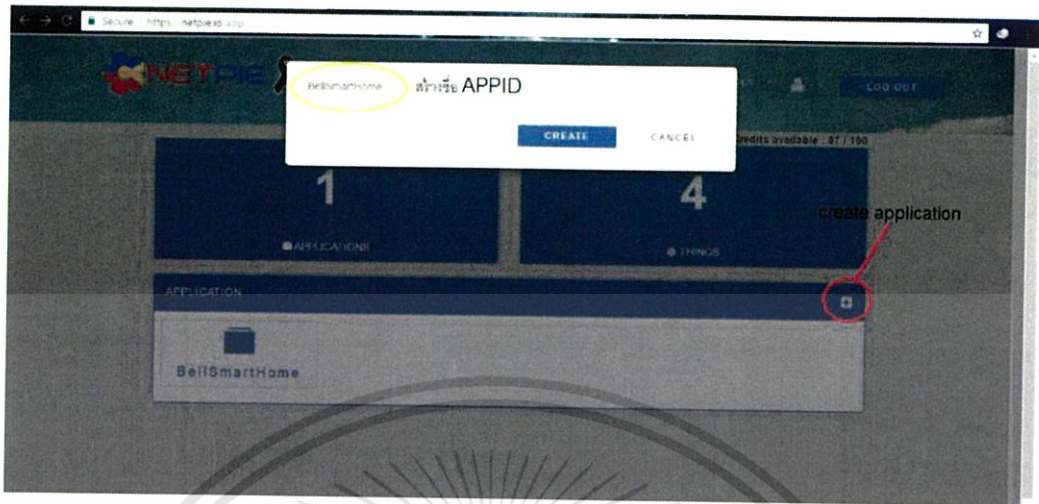 Secure https://netpie.io/app
NETPIE
LOG OUT
BellSmartHome สร้างชื่อ APPID
CREATE CANCEL
Credits available : 87 / 100
1
4
APPLICATIONS
THINGS
create application
APPLICATION
BellSmartHome